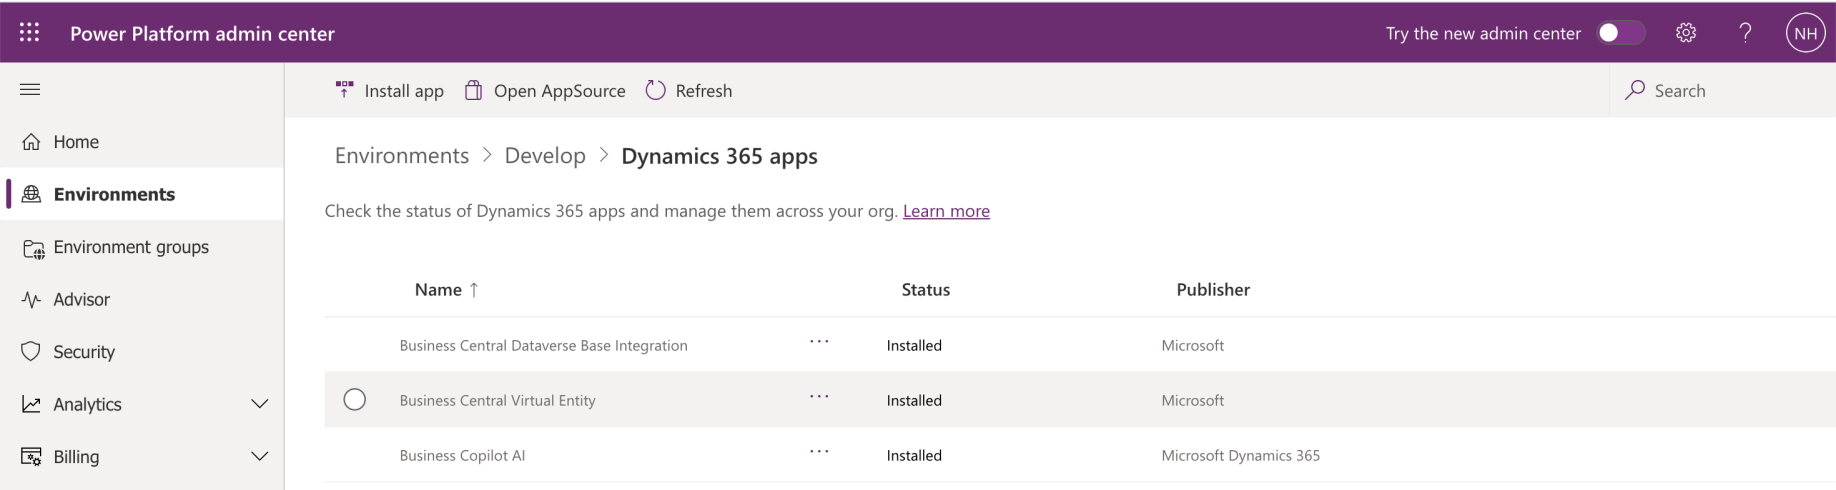 Power Platform admin center
Try the new admin center
NH
Install app
Open AppSource
Refresh
Search
Home
Environments
Environment groups
Advisor
Security
Analytics
Billing
Environments > Develop > Dynamics 365 apps
Check the status of Dynamics 365 apps and manage them across your org. Learn more
Name ↑ Status Publisher
Business Central Dataverse Base Integration ... Installed Microsoft
Business Central Virtual Entity ... Installed Microsoft
Business Copilot AI ... Installed Microsoft Dynamics 365